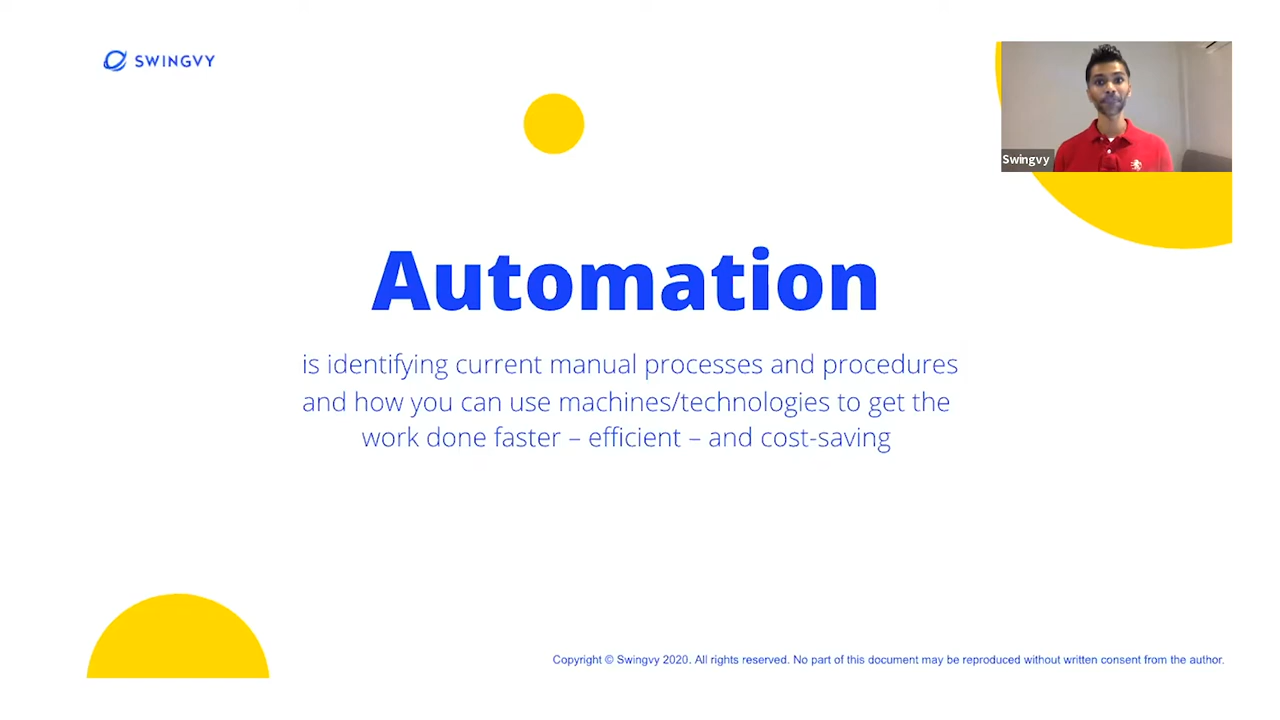 SWINGVY
Swingvy
Automation
is identifying current manual processes and procedures
and how you can use machines/technologies to get the
work done faster – efficient – and cost-saving
Copyright © Swingvy 2020. All rights reserved. No part of this document may be reproduced without written consent from the author.